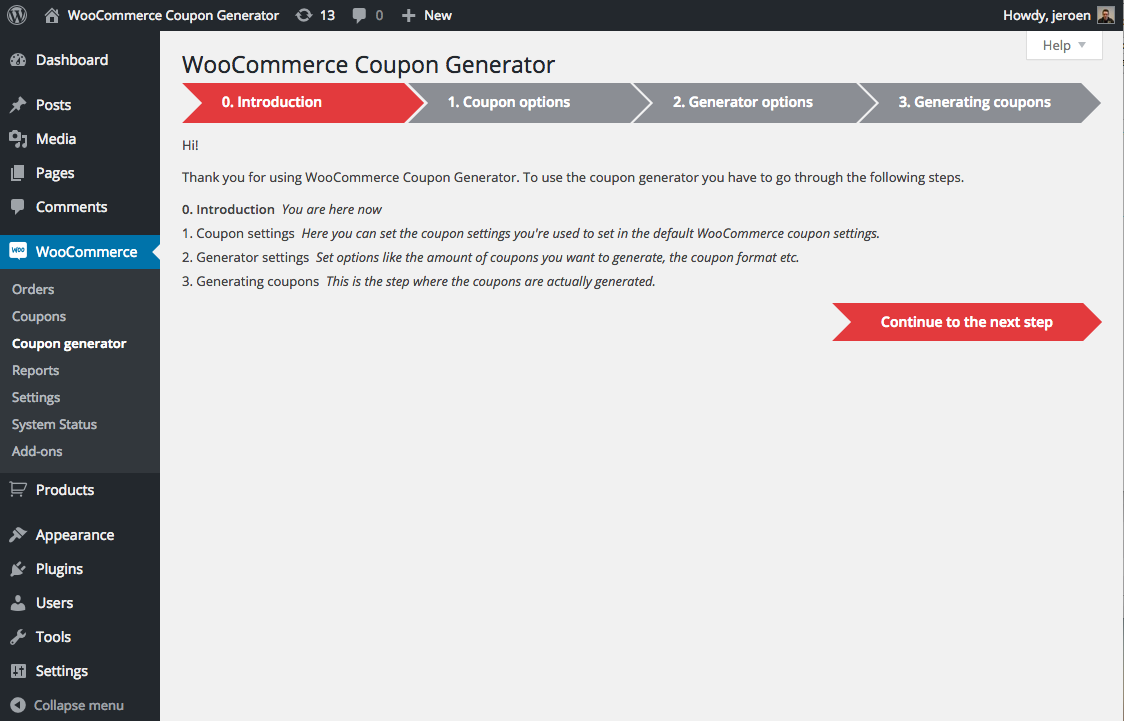 WooCommerce Coupon Generator 13 0 New Howdy, jeroen
Help
Dashboard
Posts
Media
Pages
Comments
WOO WooCommerce
Orders
Coupons
Coupon generator
Reports
Settings
System Status
Add-ons
Products
Appearance
Plugins
Users
Tools
Settings
Collapse menu
WooCommerce Coupon Generator
0. Introduction 1. Coupon options 2. Generator options 3. Generating coupons
Hi!
Thank you for using WooCommerce Coupon Generator. To use the coupon generator you have to go through the following steps.
0. Introduction You are here now
1. Coupon settings Here you can set the coupon settings you're used to set in the default WooCommerce coupon settings.
2. Generator settings Set options like the amount of coupons you want to generate, the coupon format etc.
3. Generating coupons This is the step where the coupons are actually generated.
Continue to the next step